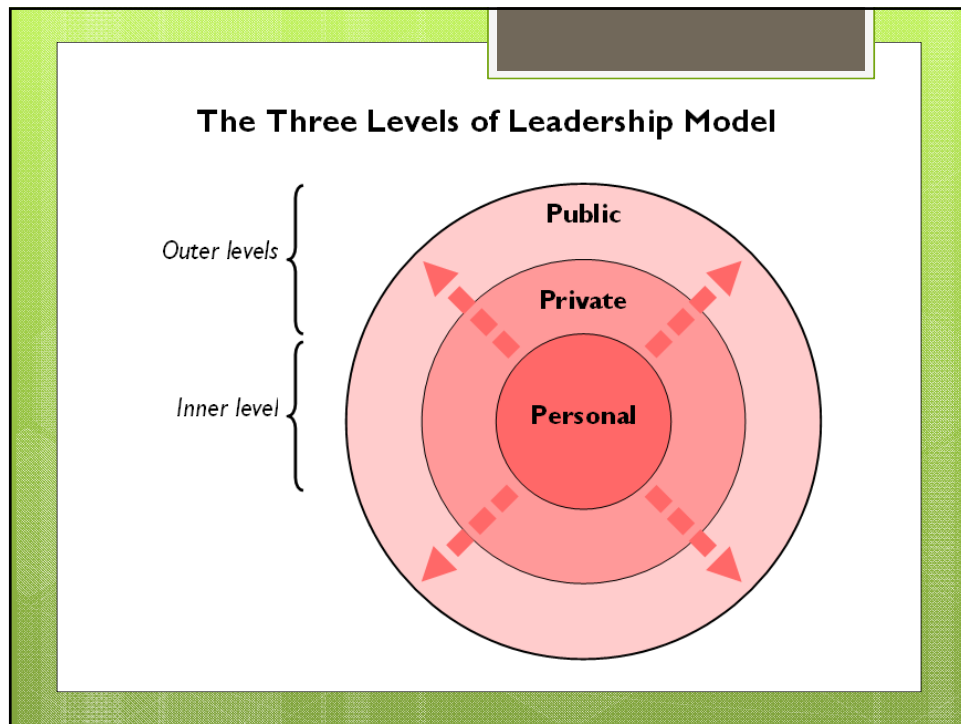 The Three Levels of Leadership Model
Public
Outer levels
Private
Inner level
Personal